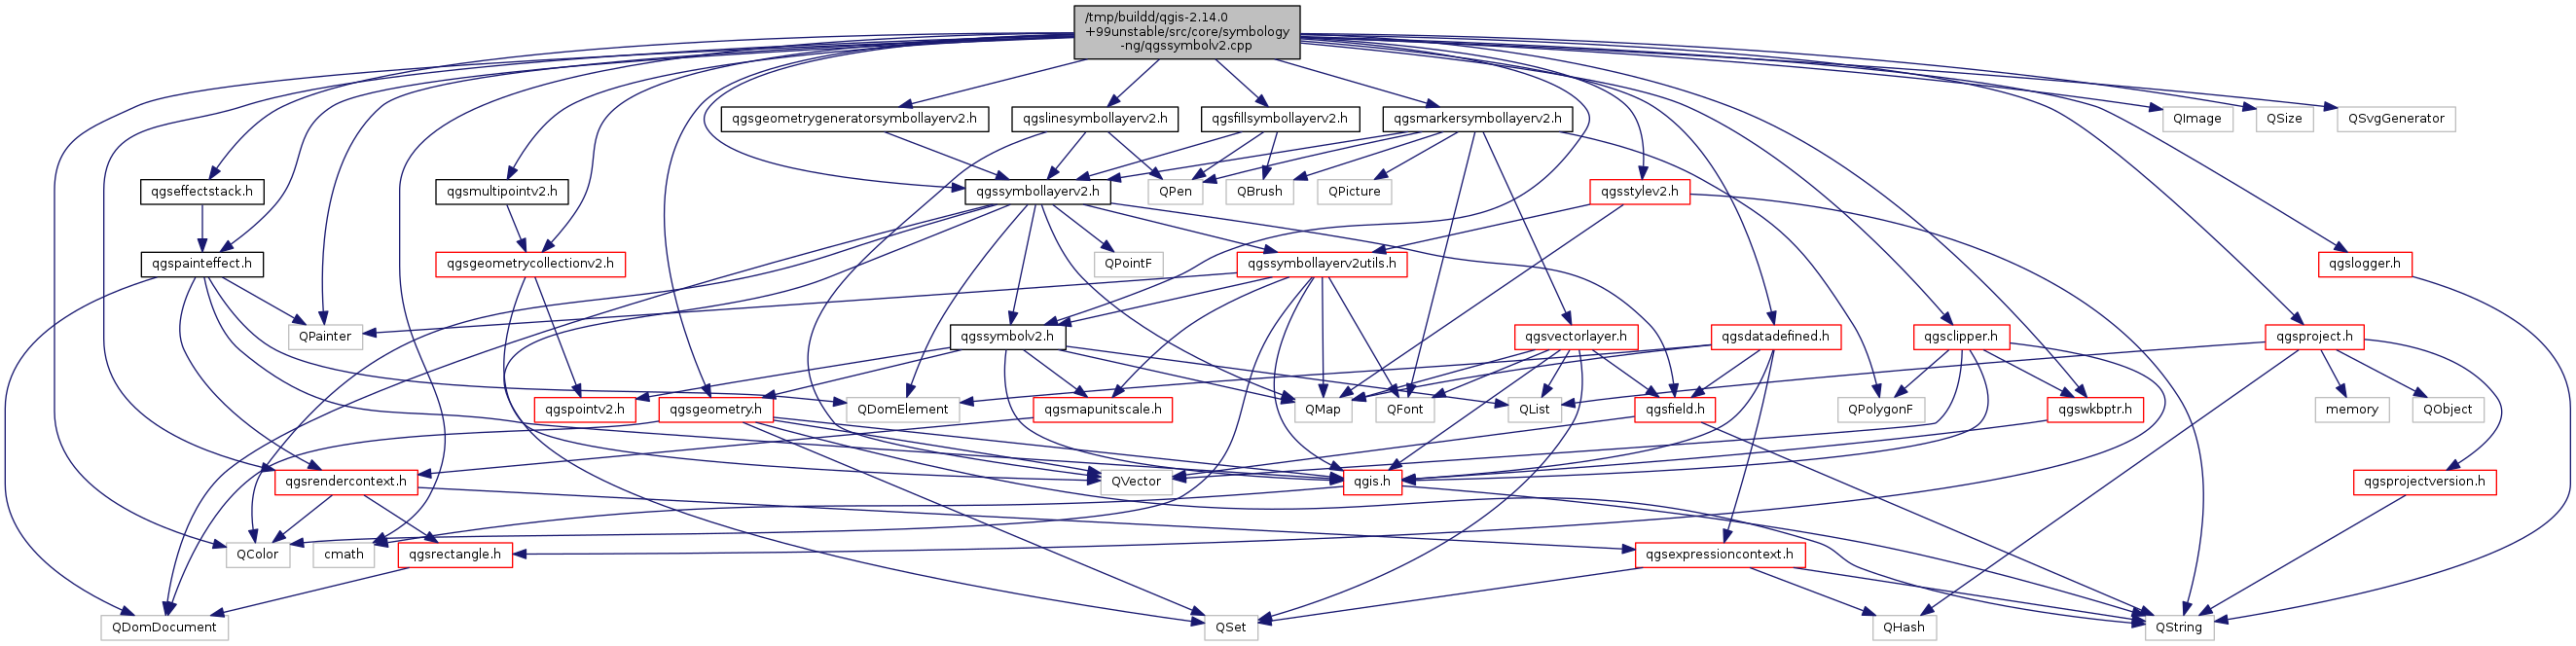 /tmp/buildd/qgis-2.14.0
+99unstable/src/core/symbology
-ng/qgssymbolv2.cpp
qgsgeometrygeneratorsymbollayerv2.h
qgslinesymbollayerv2.h
qgsfillsymbollayerv2.h
qgsmarkersymbollayerv2.h
QImage
QSize
QSvgGenerator
qgseffectstack.h
qgsmultipointv2.h
qgssymbollayerv2.h
QPen
QBrush
QPicture
qgsstylev2.h
qgspainteffect.h
qgsgeometrycollectionv2.h
QPointF
qgssymbollayerv2utils.h
qgslogger.h
QPainter
qgssymbolv2.h
qgsvectorlayer.h
qgsdatadefined.h
qgsclipper.h
qgsproject.h
qgspointv2.h
qgsgeometry.h
QDomElement
qgsmapunitscale.h
QMap
QFont
QList
qgsfield.h
QPolygonF
qgswkbptr.h
memory
QObject
qgsrendercontext.h
QVector
qgis.h
qgsprojectversion.h
QColor
cmath
qgsrectangle.h
qgsexpressioncontext.h
QDomDocument
QSet
QHash
QString